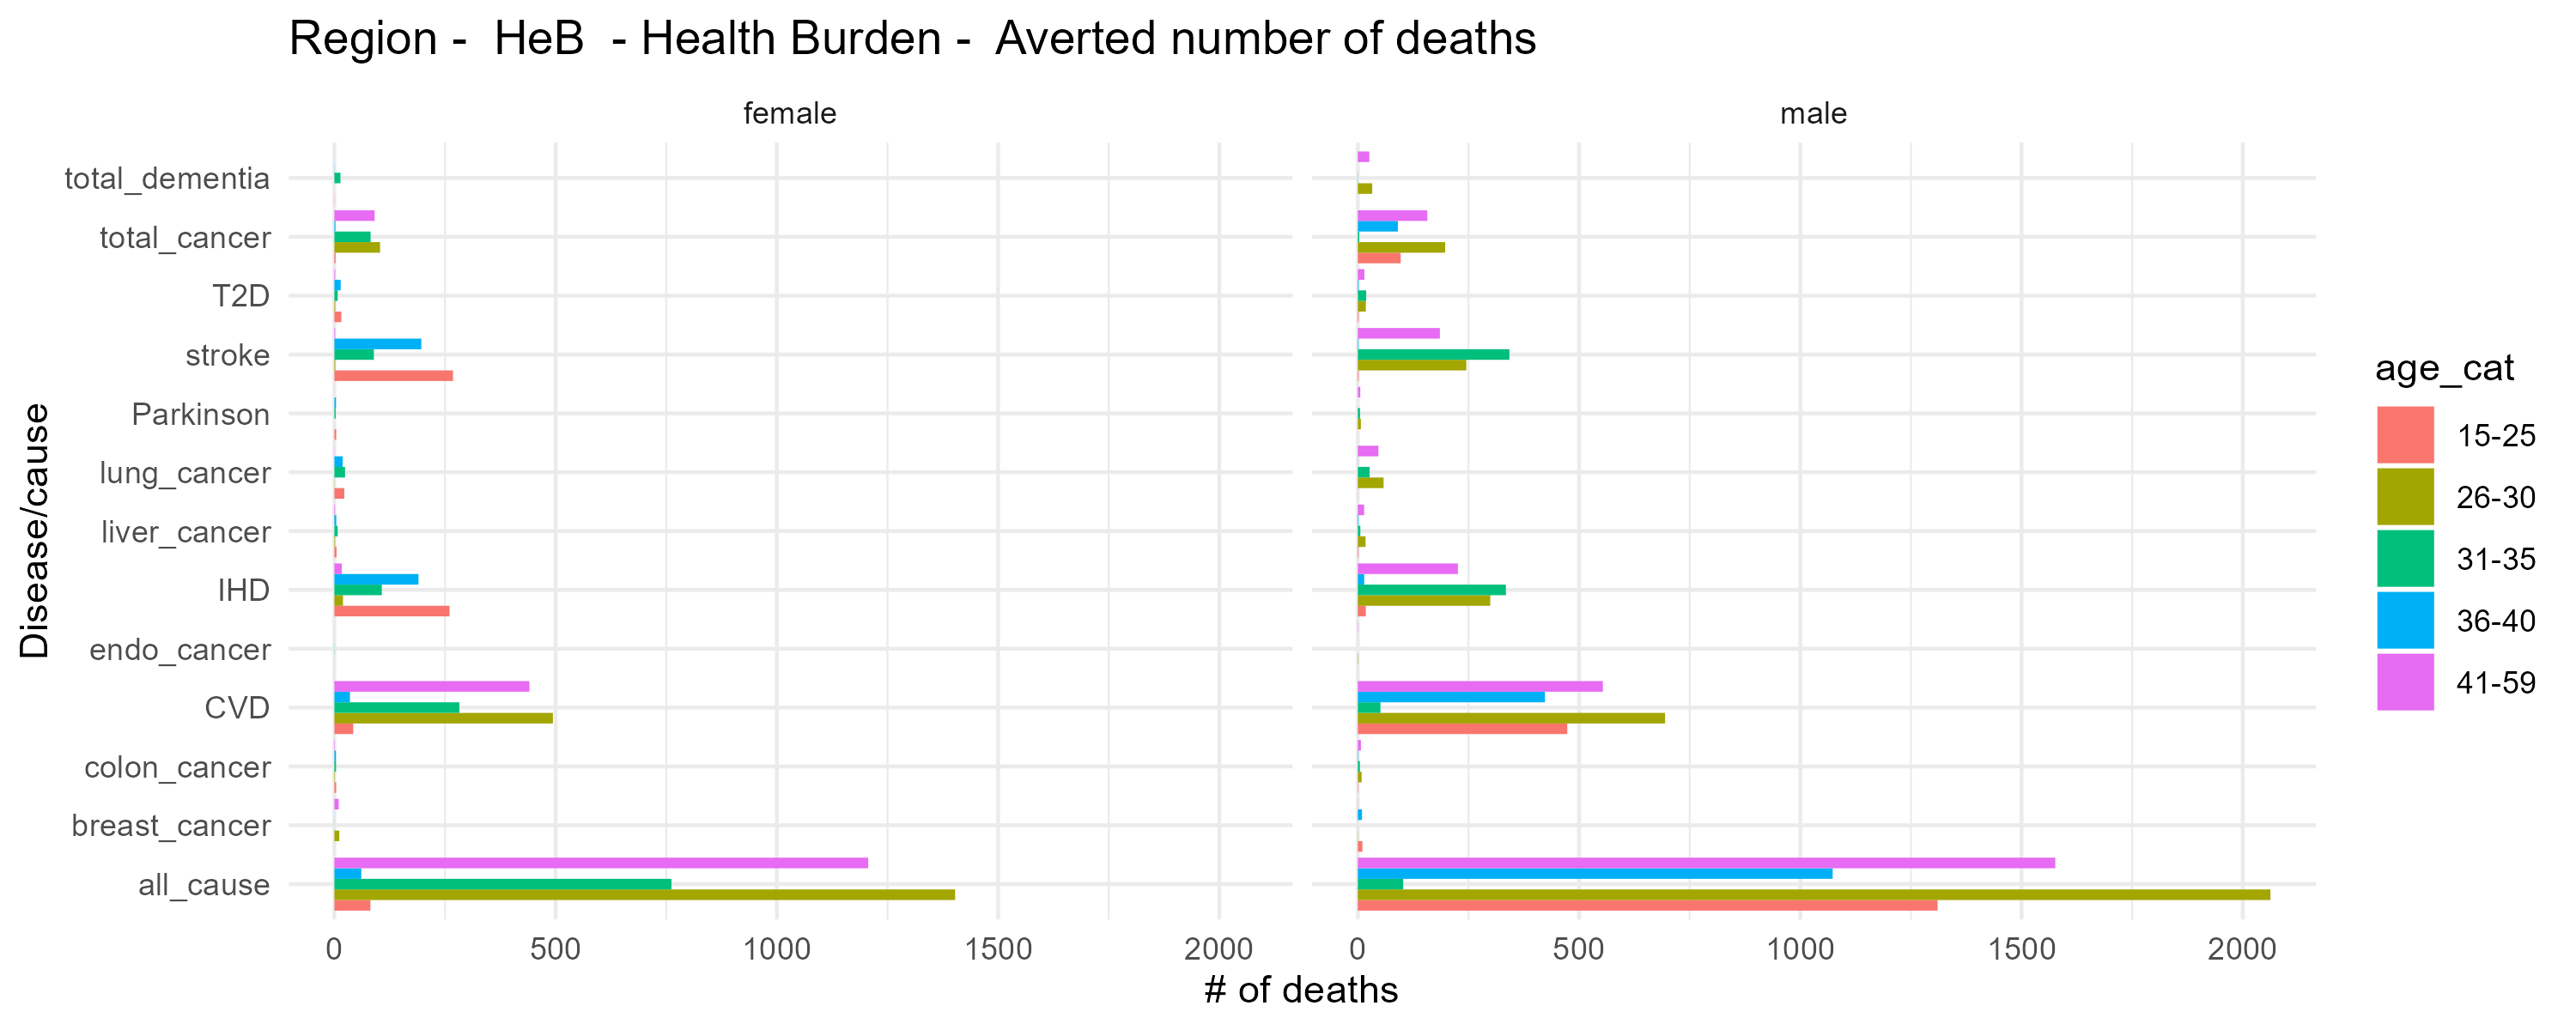 Region -  HeB  - Health Burden -  Averted number of deaths
female
male
Disease/cause
total_dementia
total_cancer
T2D
stroke
Parkinson
lung_cancer
liver_cancer
IHD
endo_cancer
CVD
colon_cancer
breast_cancer
all_cause
0 500 1000 1500 2000
0 500 1000 1500 2000
# of deaths
age_cat
15-25
26-30
31-35
36-40
41-59